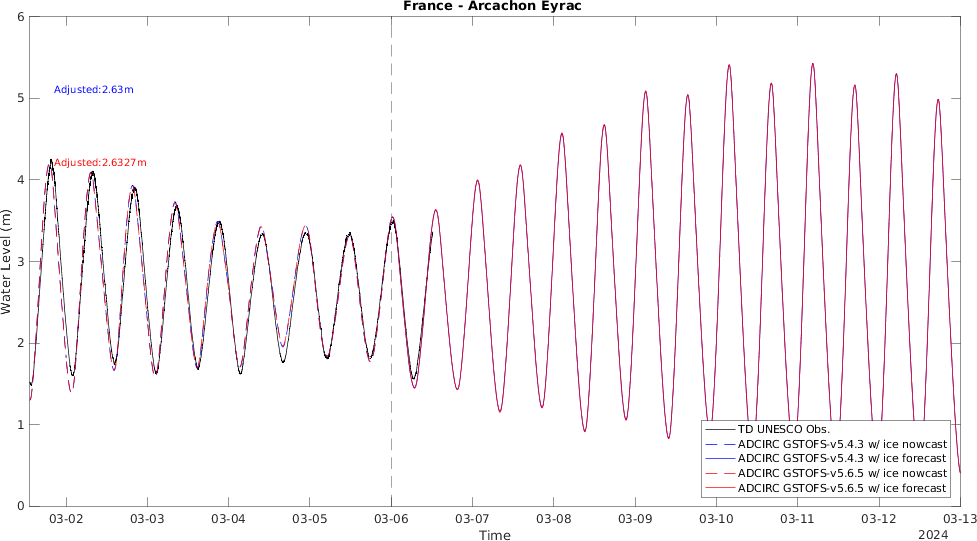 France - Arcachon Eyrac
6
5
4
3
2
1
0
Water Level (m)
Adjusted:2.63m
Adjusted:2.6327m
TD UNESCO Obs.
ADCIRC GSTOFS-v5.4.3 w/ ice nowcast
ADCIRC GSTOFS-v5.4.3 w/ ice forecast
ADCIRC GSTOFS-v5.6.5 w/ ice nowcast
ADCIRC GSTOFS-v5.6.5 w/ ice forecast
03-02 03-03 03-04 03-05 03-06 03-07 03-08 03-09 03-10 03-11 03-12 03-13
Time
2024